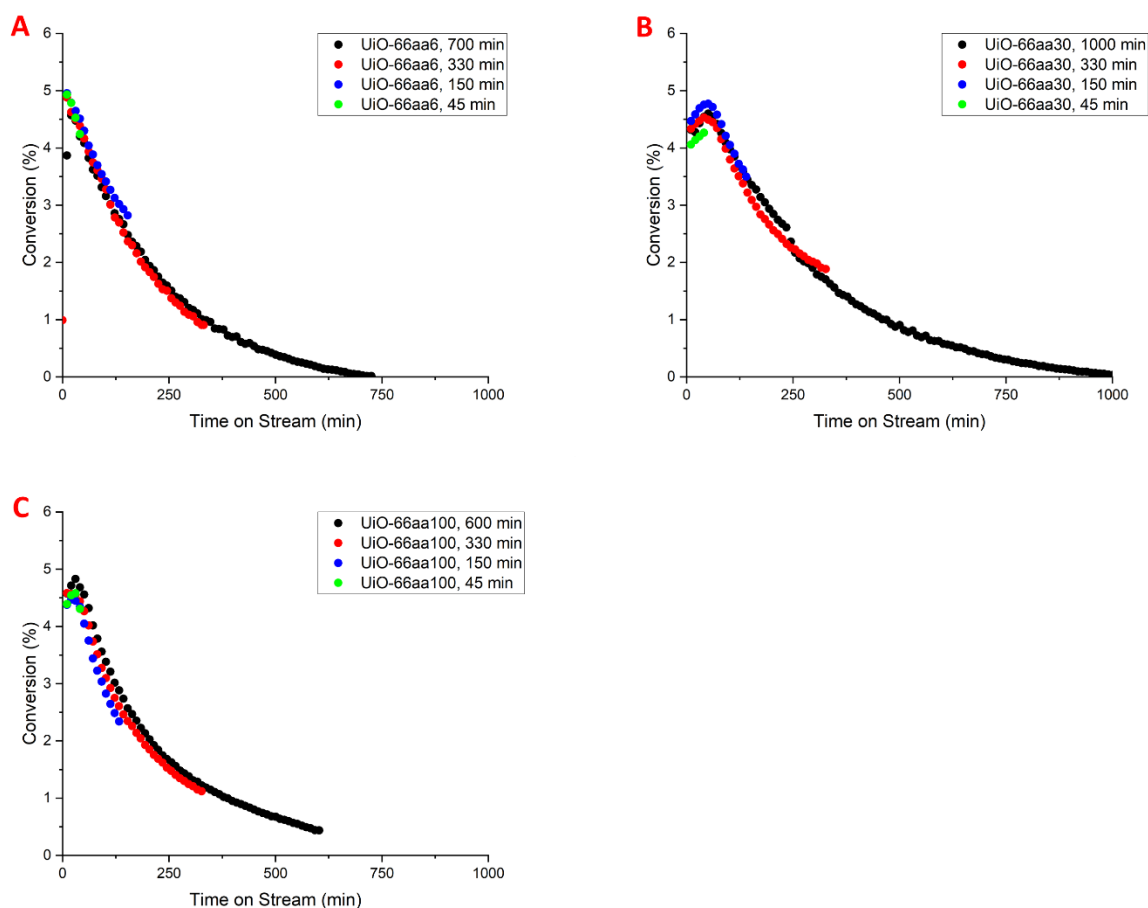 A
UiO-66aa6, 700 min
UiO-66aa6, 330 min
UiO-66aa6, 150 min
UiO-66aa6, 45 min
6
5
4
3
2
1
0
Conversion (%)
0
250
500
750
1000
Time on Stream (min)
B
UiO-66aa30, 1000 min
UiO-66aa30, 330 min
UiO-66aa30, 150 min
UiO-66aa30, 45 min
6
5
4
3
2
1
0
Conversion (%)
0
250
500
750
1000
Time on Stream (min)
C
UiO-66aa100, 600 min
UiO-66aa100, 330 min
UiO-66aa100, 150 min
UiO-66aa100, 45 min
6
5
4
3
2
1
0
Conversion (%)
0
250
500
750
1000
Time on Stream (min)